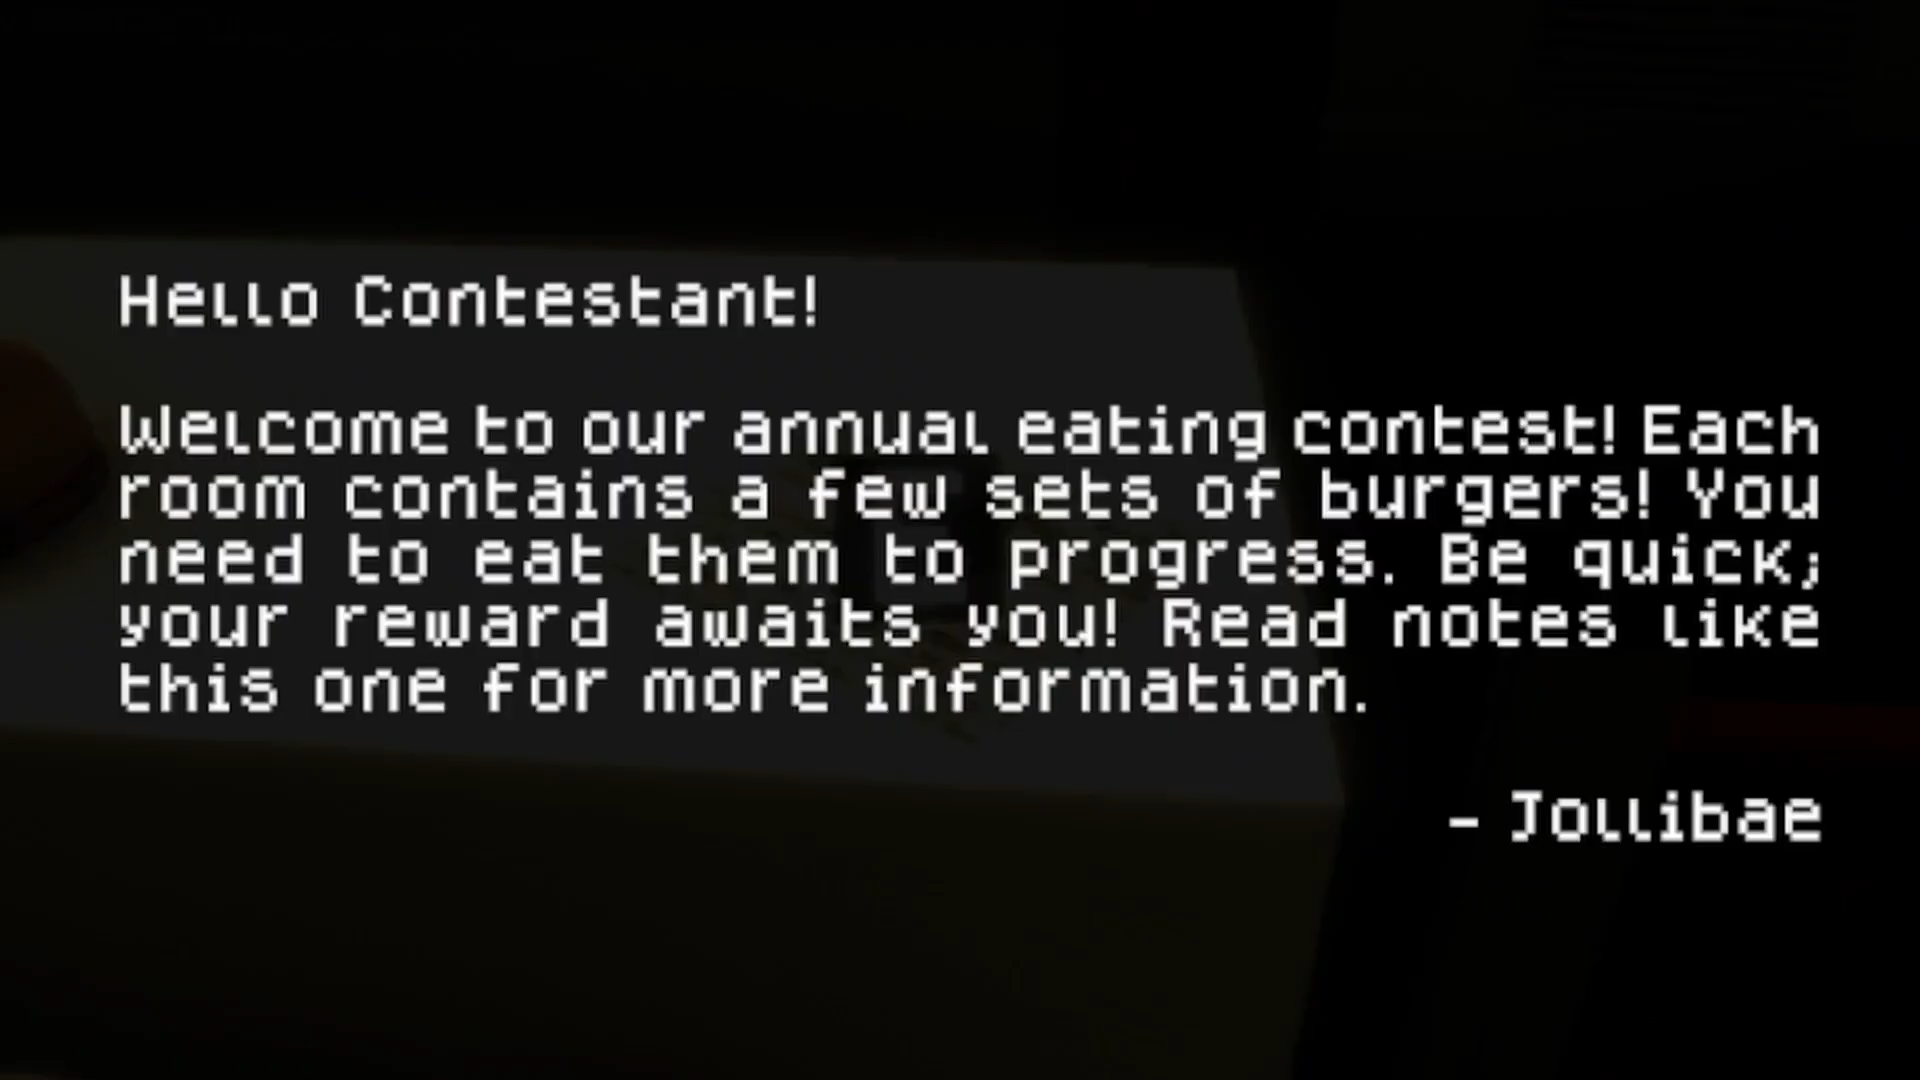 Hello Contestant!
Welcome to our annual eating contest! Each
room contains a few sets of burgers! You
need to eat them to progress. Be quick;
your reward awaits you! Read notes like
this one for more information.
- Jollibae